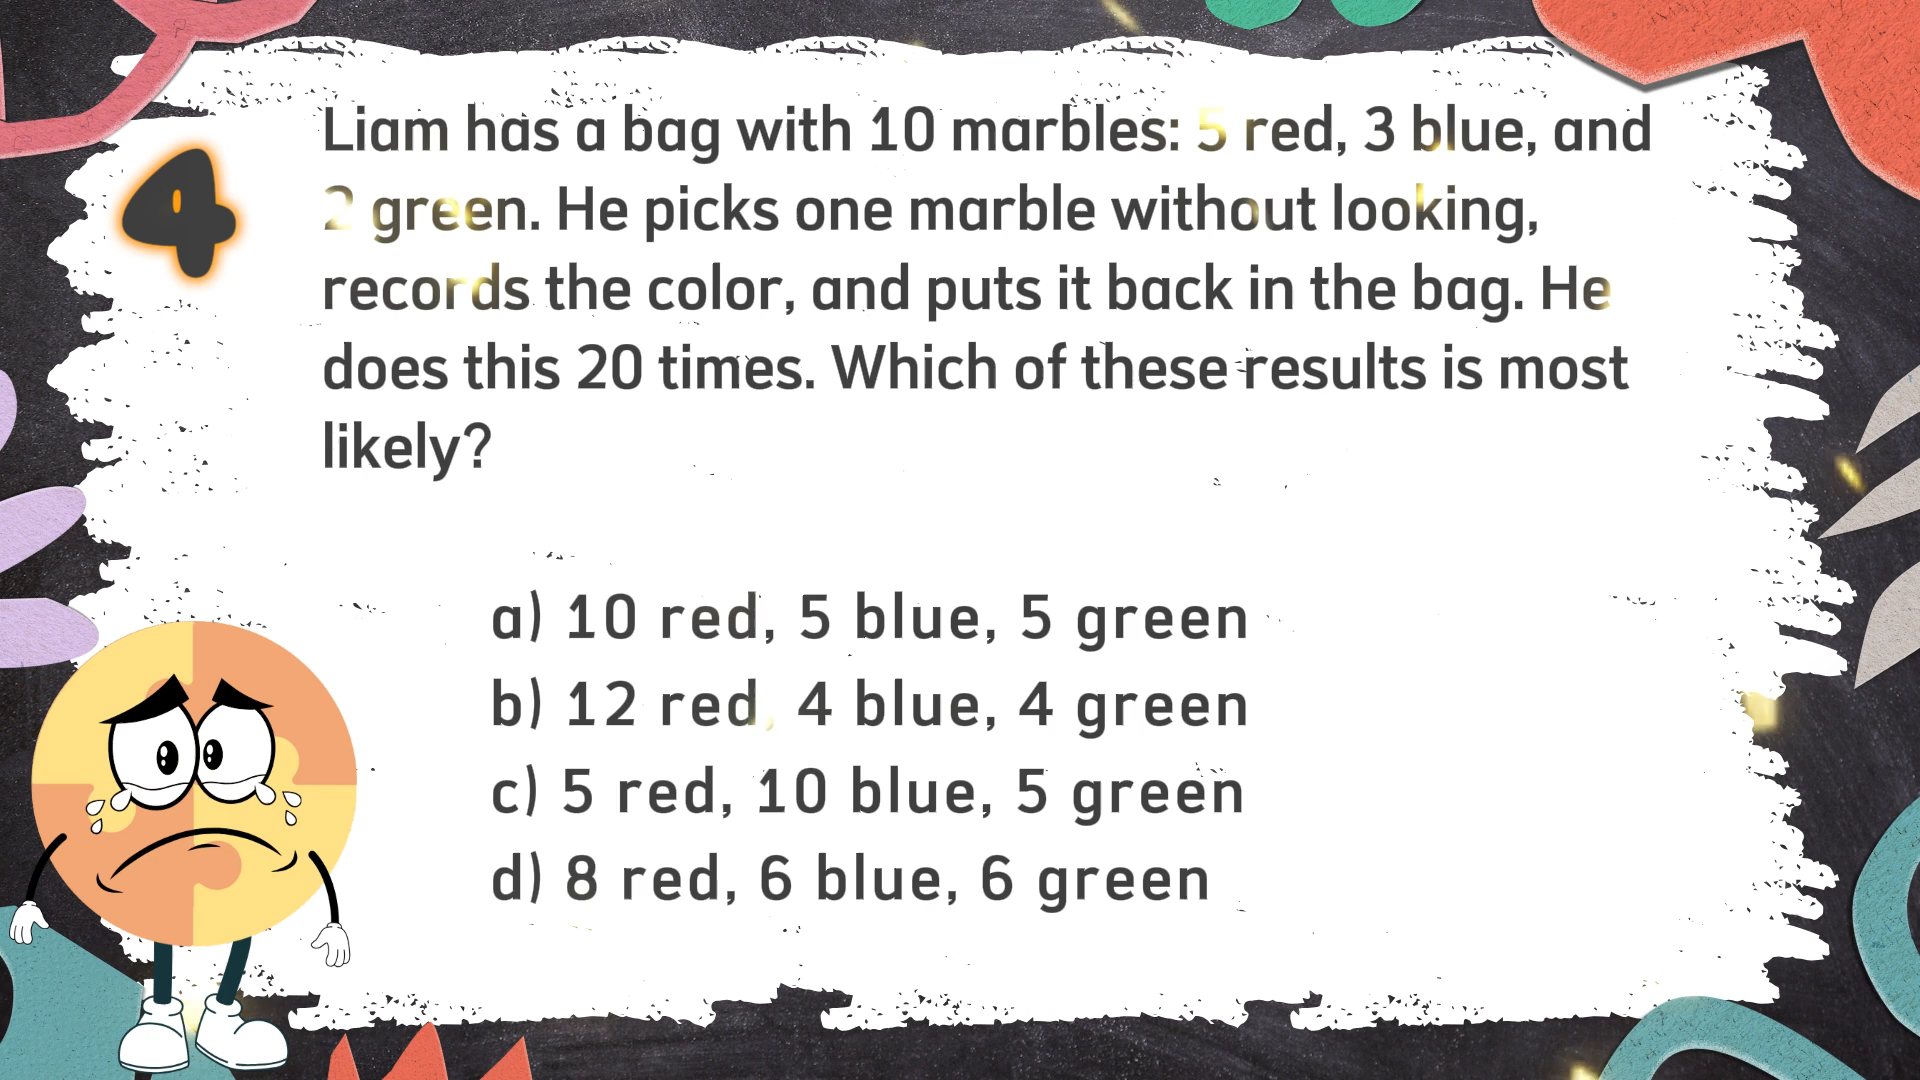 4
Liam has a bag with 10 marbles: 5 red, 3 blue, and
2 green. He picks one marble without looking,
records the color, and puts it back in the bag. He
does this 20 times. Which of these results is most
likely?
a) 10 red, 5 blue, 5 green
b) 12 red, 4 blue, 4 green
c) 5 red, 10 blue, 5 green
d) 8 red, 6 blue, 6 green